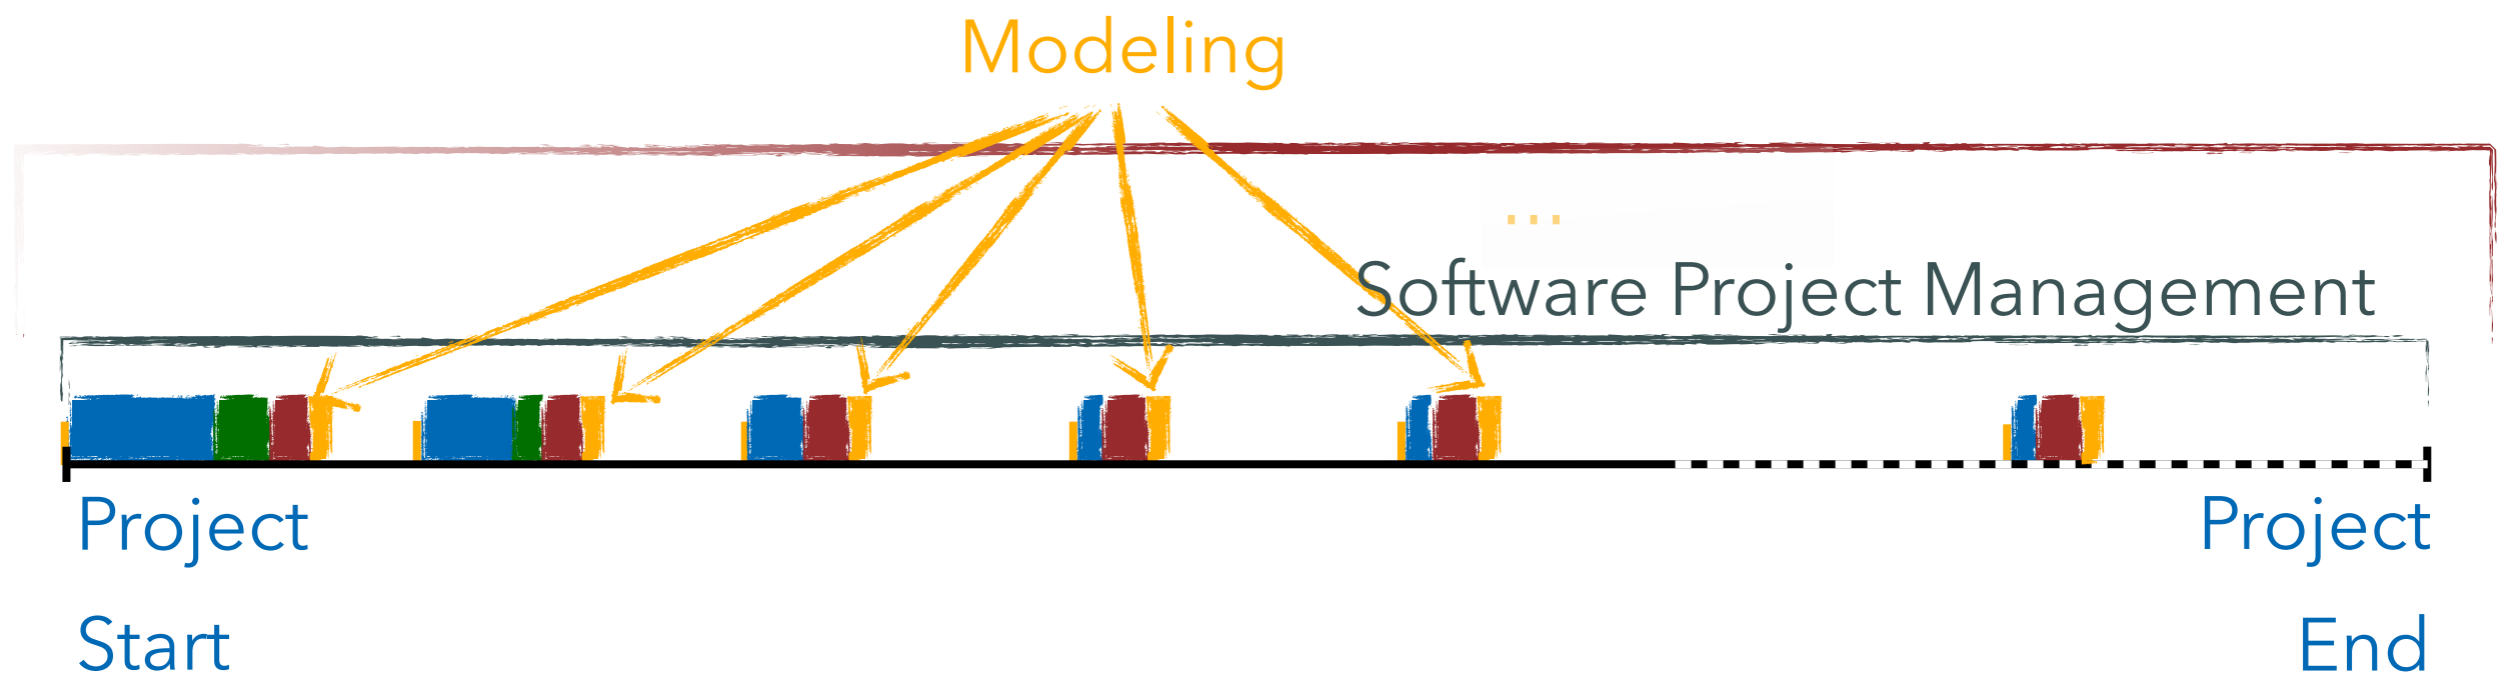 Modeling
...
Software Project Management
Project
Start
Project
End